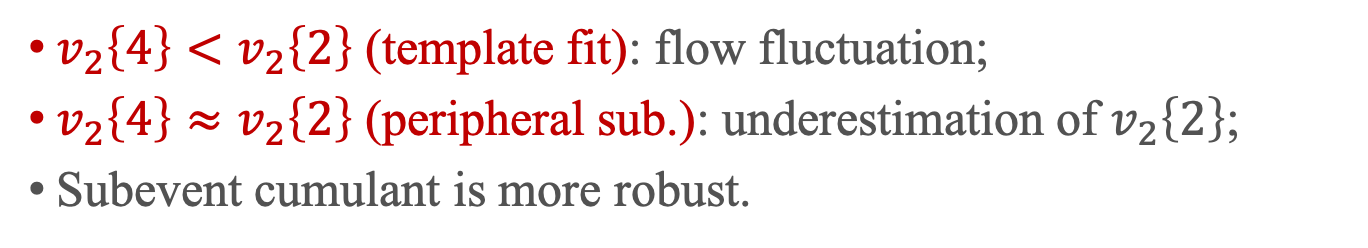 • v₂{4} < v₂{2} (template fit): flow fluctuation;
• v₂{4} ≈ v₂{2} (peripheral sub.): underestimation of v₂{2};
• Subevent cumulant is more robust.